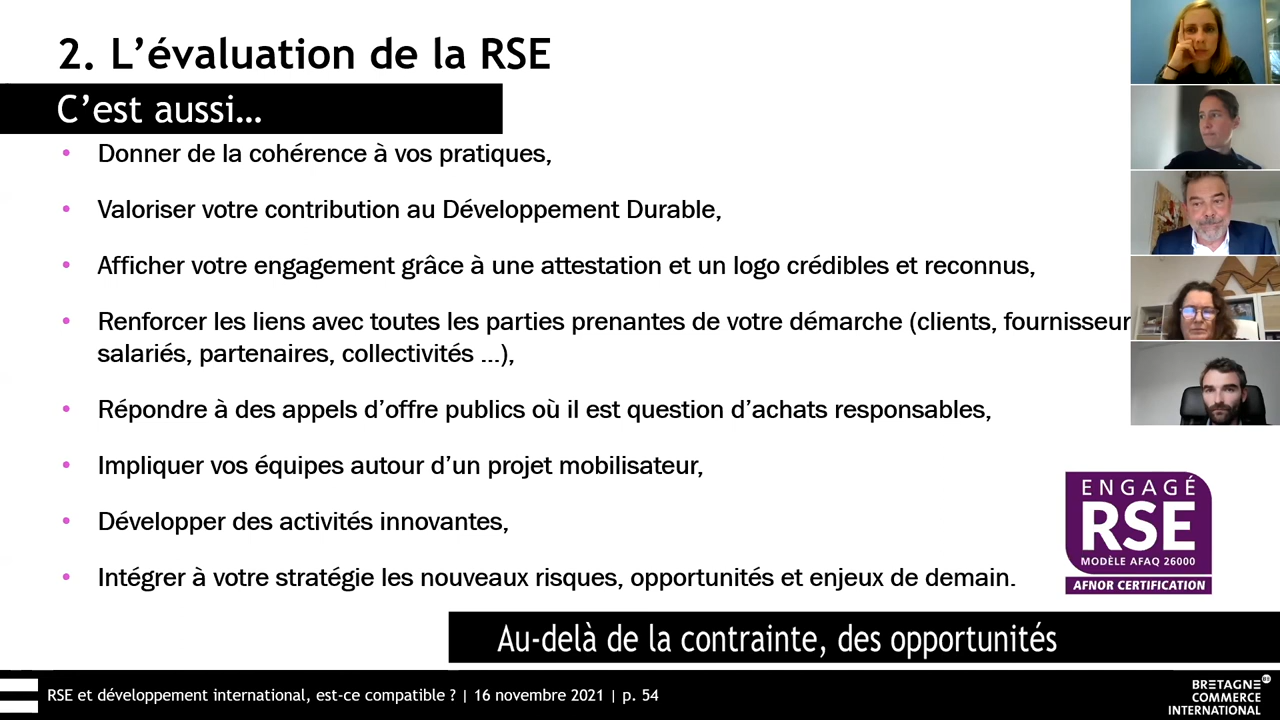 2. L’évaluation de la RSE
C’est aussi…
• Donner de la cohérence à vos pratiques,
• Valoriser votre contribution au Développement Durable,
• Afficher votre engagement grâce à une attestation et un logo crédibles et reconnus,
• Renforcer les liens avec toutes les parties prenantes de votre démarche (clients, fournisseur
salariés, partenaires, collectivités …),
• Répondre à des appels d’offre publics où il est question d’achats responsables,
• Impliquer vos équipes autour d’un projet mobilisateur,
• Développer des activités innovantes,
• Intégrer à votre stratégie les nouveaux risques, opportunités et enjeux de demain.
ENGAGÉ
RSE
MODÈLE AFAQ 26000
AFNOR CERTIFICATION
Au-delà de la contrainte, des opportunités
RSE et développement international, est-ce compatible ? | 16 novembre 2021 | p. 54
BRETAGNE
COMMERCE
INTERNATIONAL